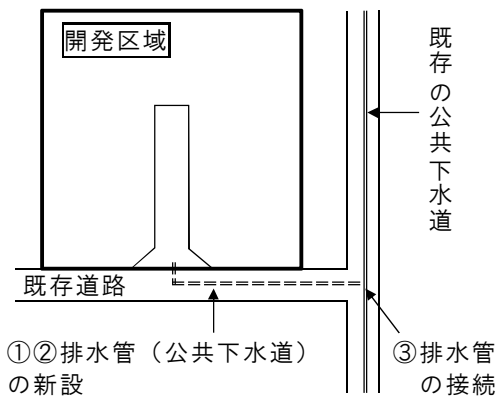 開発区域
既存の公共下水道
既存道路
①②排水管（公共下水道）
の新設
③排水管
の接続